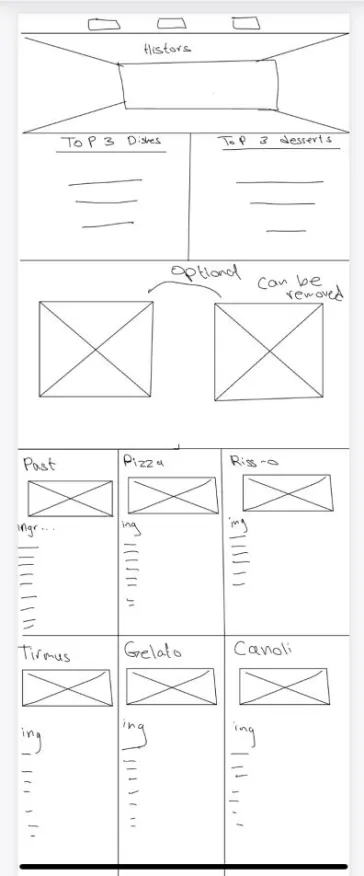 History
Top 3 Dishes
Top 3 desserts
optional
can be
removed
Past
Pizza
Riss-o
ingr...
ing
ing
Tirmus
Gelato
Canoli
ing
ing
ing